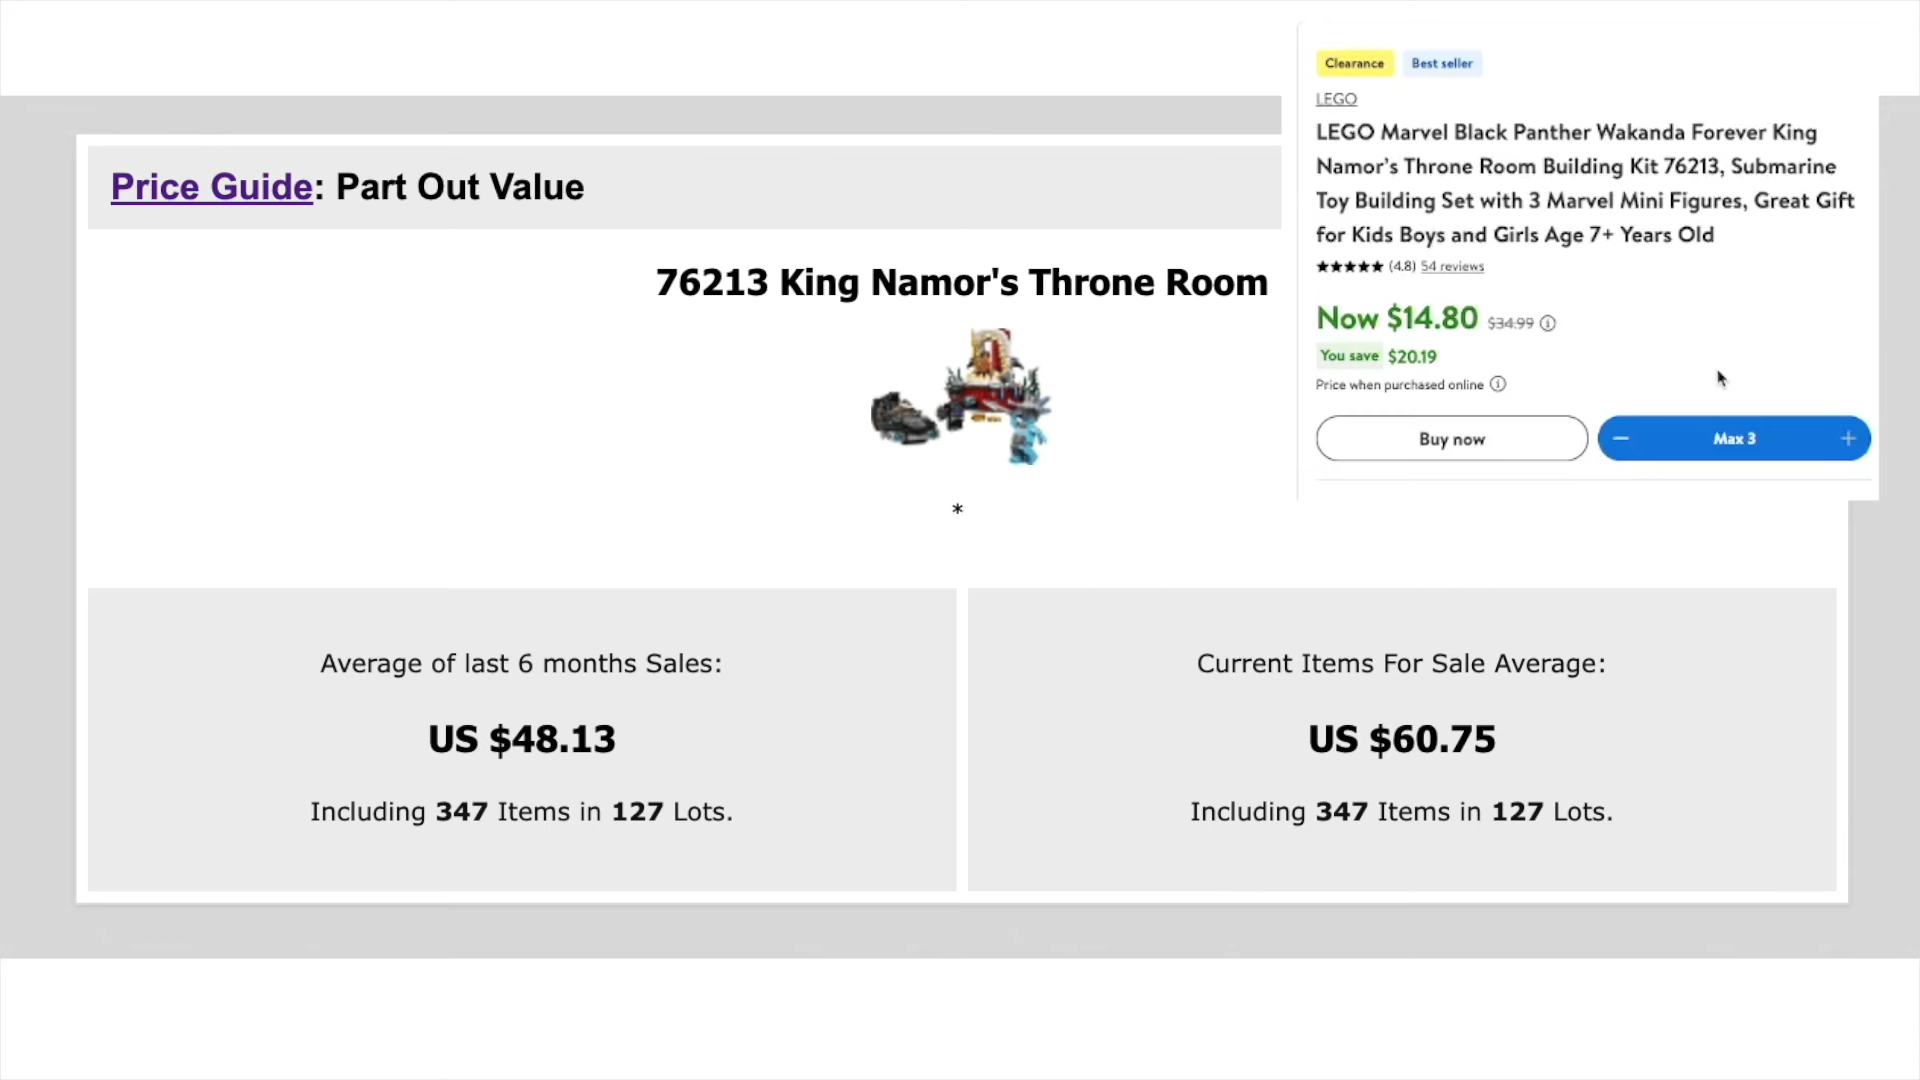 Price Guide: Part Out Value
76213 King Namor's Throne Room
*
Average of last 6 months Sales:
US $48.13
Including 347 Items in 127 Lots.
Current Items For Sale Average:
US $60.75
Including 347 Items in 127 Lots.
Clearance Best seller
LEGO
LEGO Marvel Black Panther Wakanda Forever King
Namor's Throne Room Building Kit 76213, Submarine
Toy Building Set with 3 Marvel Mini Figures, Great Gift
for Kids Boys and Girls Age 7+ Years Old
★★★★★ (4.8) 54 reviews
Now $14.80 $34.99
You save $20.19
Price when purchased online
Buy now − Max 3 +